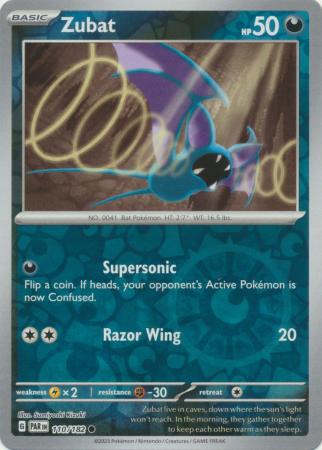 BASIC
Zubat
HP 50
NO. 0041 Bat Pokémon HT: 2'7" WT: 16.5 lbs.
Supersonic
Flip a coin. If heads, your opponent's Active Pokémon is
now Confused.
Razor Wing 20
weakness ×2 resistance -30 retreat
Illus. Sumiyoshi Kizuki
G PAR EN 110/182
Zubat live in caves, down where the sun's light
won't reach. In the morning, they gather together
to keep each other warm as they sleep.
©2023 Pokémon / Nintendo / Creatures / GAME FREAK